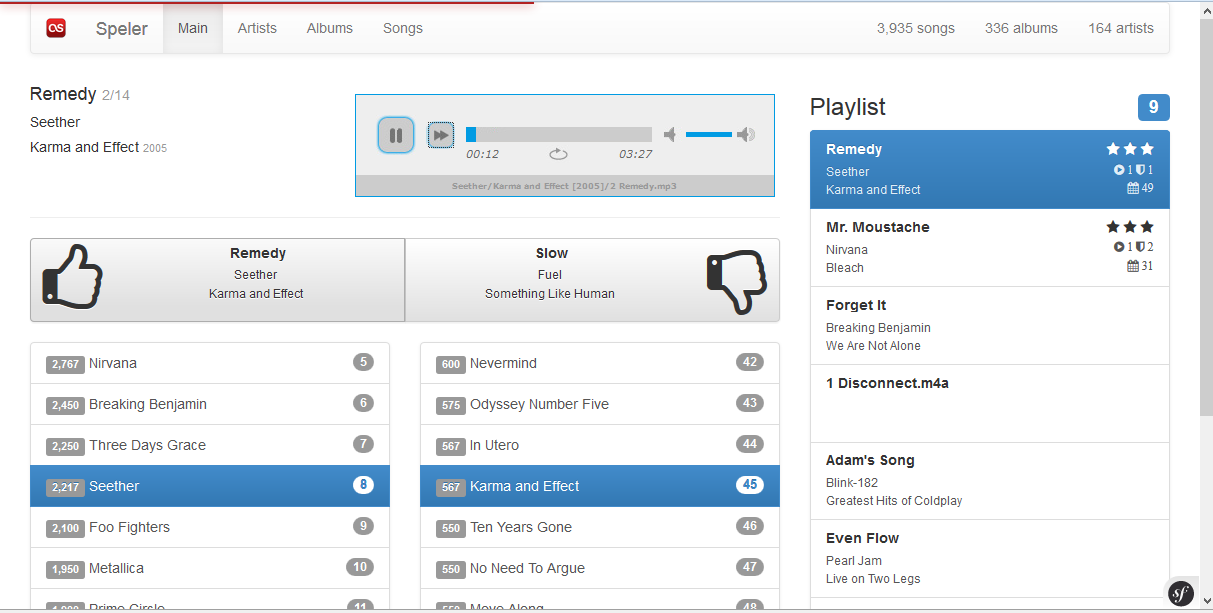 Speler Main Artists Albums Songs 3,935 songs 336 albums 164 artists
Remedy 2/14
Seether
Karma and Effect 2005
00:12 03:27
Seether/Karma and Effect [2005]/2 Remedy.mp3
Remedy
Seether
Karma and Effect
Slow
Fuel
Something Like Human
2,767 Nirvana 5
2,450 Breaking Benjamin 6
2,250 Three Days Grace 7
2,217 Seether 8
2,100 Foo Fighters 9
1,950 Metallica 10
Prime Circle 11
600 Nevermind 42
575 Odyssey Number Five 43
567 In Utero 44
567 Karma and Effect 45
550 Ten Years Gone 46
550 No Need To Argue 47
550 Move Along 48
Playlist 9
Remedy
Seether 1 1
Karma and Effect 49
Mr. Moustache
Nirvana 1 2
Bleach 31
Forget It
Breaking Benjamin
We Are Not Alone
1 Disconnect.m4a
Adam's Song
Blink-182
Greatest Hits of Coldplay
Even Flow
Pearl Jam
Live on Two Legs
sf